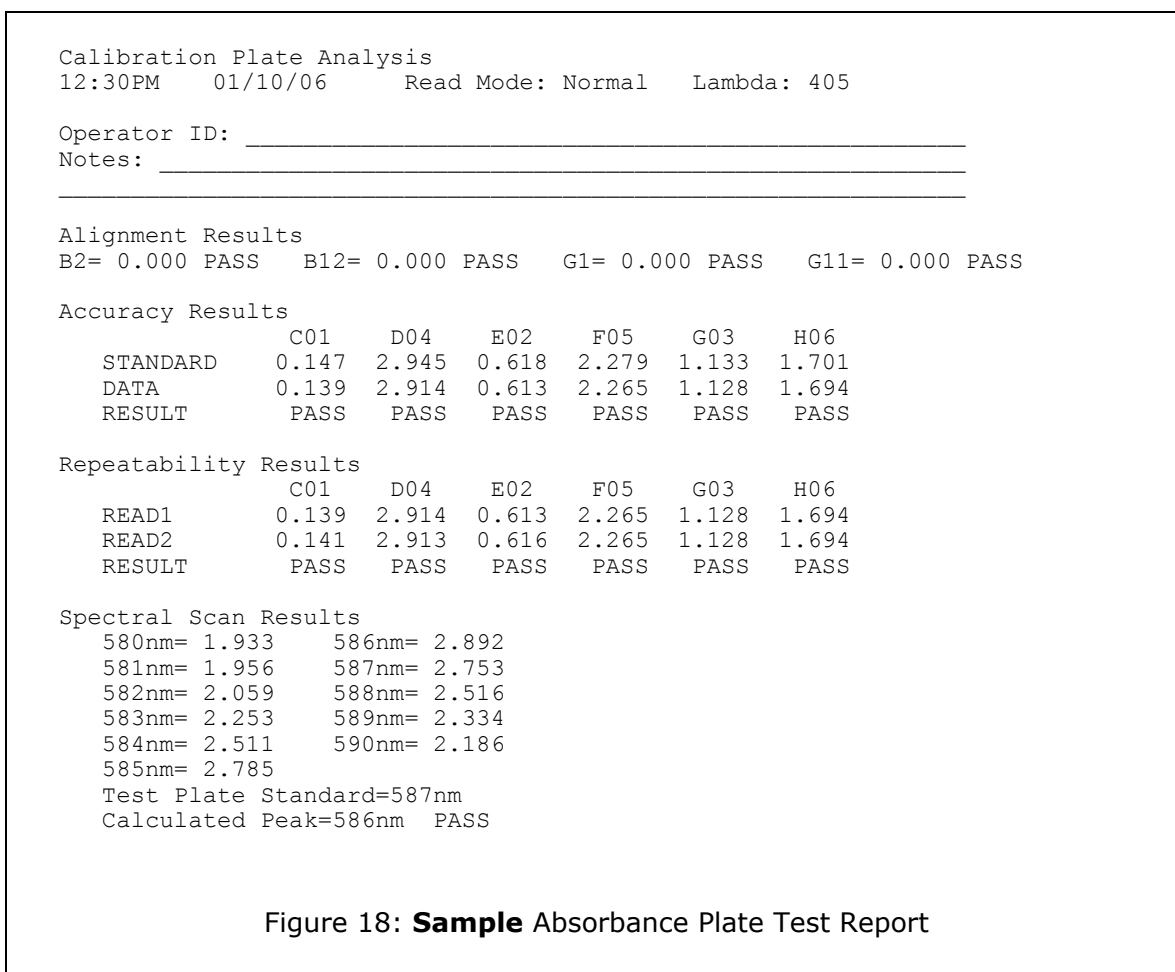 Calibration Plate Analysis
12:30PM 01/10/06 Read Mode: Normal Lambda: 405
Operator ID: __________________________________________________
Notes: ________________________________________________________
_______________________________________________________________
Alignment Results
B2= 0.000 PASS B12= 0.000 PASS G1= 0.000 PASS G11= 0.000 PASS
Accuracy Results
C01 D04 E02 F05 G03 H06
STANDARD 0.147 2.945 0.618 2.279 1.133 1.701
DATA 0.139 2.914 0.613 2.265 1.128 1.694
RESULT PASS PASS PASS PASS PASS PASS
Repeatability Results
C01 D04 E02 F05 G03 H06
READ1 0.139 2.914 0.613 2.265 1.128 1.694
READ2 0.141 2.913 0.616 2.265 1.128 1.694
RESULT PASS PASS PASS PASS PASS PASS
Spectral Scan Results
580nm= 1.933 586nm= 2.892
581nm= 1.956 587nm= 2.753
582nm= 2.059 588nm= 2.516
583nm= 2.253 589nm= 2.334
584nm= 2.511 590nm= 2.186
585nm= 2.785
Test Plate Standard=587nm
Calculated Peak=586nm PASS
Figure 18: Sample Absorbance Plate Test Report